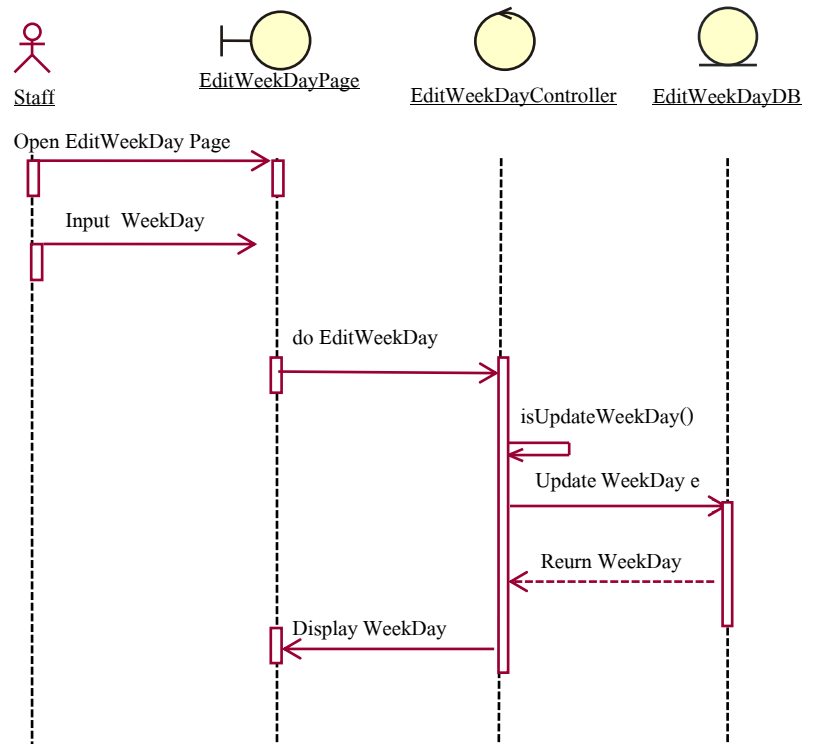 Staff
EditWeekDayPage
EditWeekDayController
EditWeekDayDB
Open EditWeekDay Page
Input  WeekDay
do EditWeekDay
isUpdateWeekDay()
Update WeekDay e
Reurn WeekDay
Display WeekDay